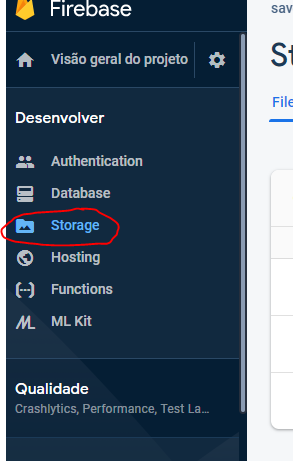 Firebase
sav
Visão geral do projeto
St
Desenvolver
File
Authentication
Database
Storage
Hosting
Functions
ML Kit
Qualidade
Crashlytics, Performance, Test La...